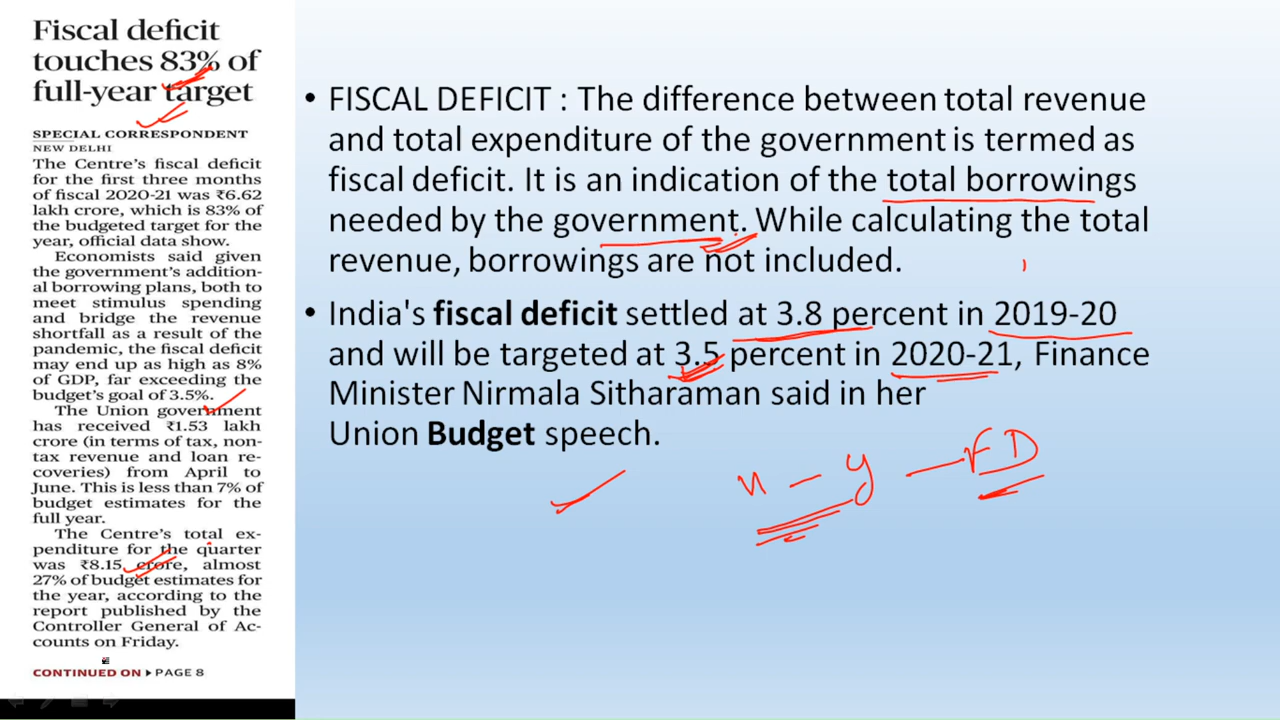 Fiscal deficit
touches 83% of
full-year target
SPECIAL CORRESPONDENT
NEW DELHI
The Centre's fiscal deficit
for the first three months
of fiscal 2020-21 was ₹6.62
lakh crore, which is 83% of
the budgeted target for the
year, official data show.
Economists said given
the government's addition-
al borrowing plans, both to
meet stimulus spending
and bridge the revenue
shortfall as a result of the
pandemic, the fiscal deficit
may end up as high as 8%
of GDP, far exceeding the
budget's goal of 3.5%.
The Union government
has received ₹1.53 lakh
crore (in terms of tax, non-
tax revenue and loan re-
coveries) from April to
June. This is less than 7% of
budget estimates for the
full year.
The Centre's total ex-
penditure for the quarter
was ₹8.15 crore, almost
27% of budget estimates for
the year, according to the
report published by the
Controller General of Ac-
counts on Friday.
CONTINUED ON ▸ PAGE 8
• FISCAL DEFICIT : The difference between total revenue
and total expenditure of the government is termed as
fiscal deficit. It is an indication of the total borrowings
needed by the government. While calculating the total
revenue, borrowings are not included.
• India's fiscal deficit settled at 3.8 percent in 2019-20
and will be targeted at 3.5 percent in 2020-21, Finance
Minister Nirmala Sitharaman said in her
Union Budget speech.
x - y - FD